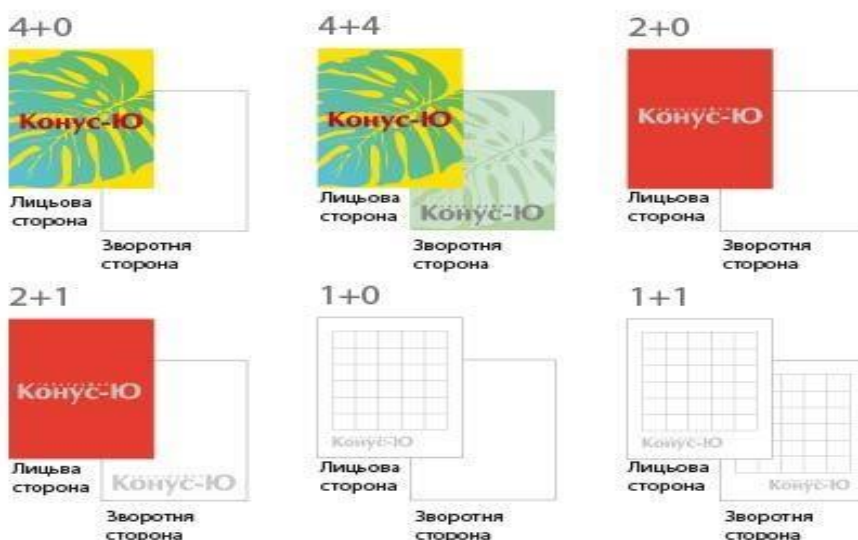 4+0
Конус-Ю
Лицьова
сторона
Зворотня
сторона
4+4
Конус-Ю
Лицьова
сторона
Конус-Ю
Зворотня
сторона
2+0
Конус-Ю
Лицьова
сторона
Зворотня
сторона
2+1
Конус-Ю
Лицьва
сторона
Конус-Ю
Зворотня
сторона
1+0
Конус-Ю
Лицьова
сторона
Зворотня
сторона
1+1
Конус-Ю
Лицьова
сторона
Конус-Ю
Зворотня
сторона